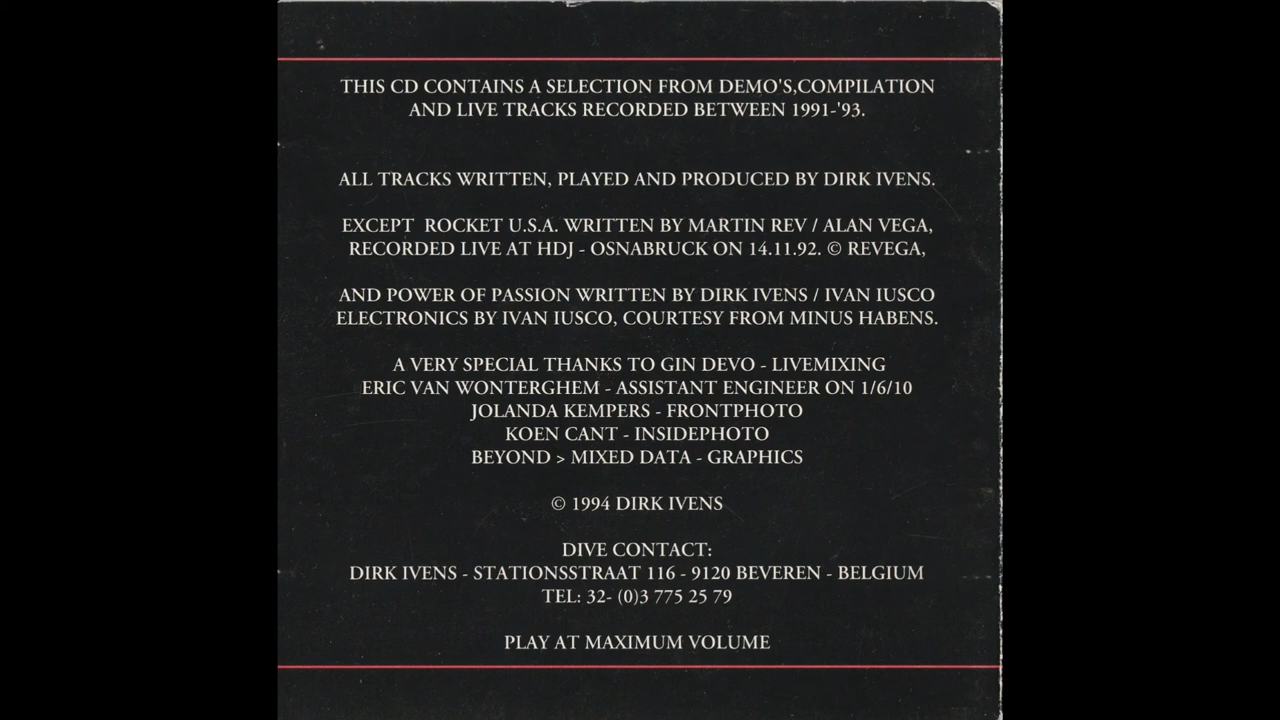 THIS CD CONTAINS A SELECTION FROM DEMO'S,COMPILATION
AND LIVE TRACKS RECORDED BETWEEN 1991-'93.
ALL TRACKS WRITTEN, PLAYED AND PRODUCED BY DIRK IVENS.
EXCEPT ROCKET U.S.A. WRITTEN BY MARTIN REV / ALAN VEGA,
RECORDED LIVE AT HDJ - OSNABRUCK ON 14.11.92. © REVEGA,
AND POWER OF PASSION WRITTEN BY DIRK IVENS / IVAN IUSCO
ELECTRONICS BY IVAN IUSCO, COURTESY FROM MINUS HABENS.
A VERY SPECIAL THANKS TO GIN DEVO - LIVEMIXING
ERIC VAN WONTERGHEM - ASSISTANT ENGINEER ON 1/6/10
JOLANDA KEMPERS - FRONTPHOTO
KOEN CANT - INSIDEPHOTO
BEYOND > MIXED DATA - GRAPHICS
© 1994 DIRK IVENS
DIVE CONTACT:
DIRK IVENS - STATIONSSTRAAT 116 - 9120 BEVEREN - BELGIUM
TEL: 32- (0)3 775 25 79
PLAY AT MAXIMUM VOLUME